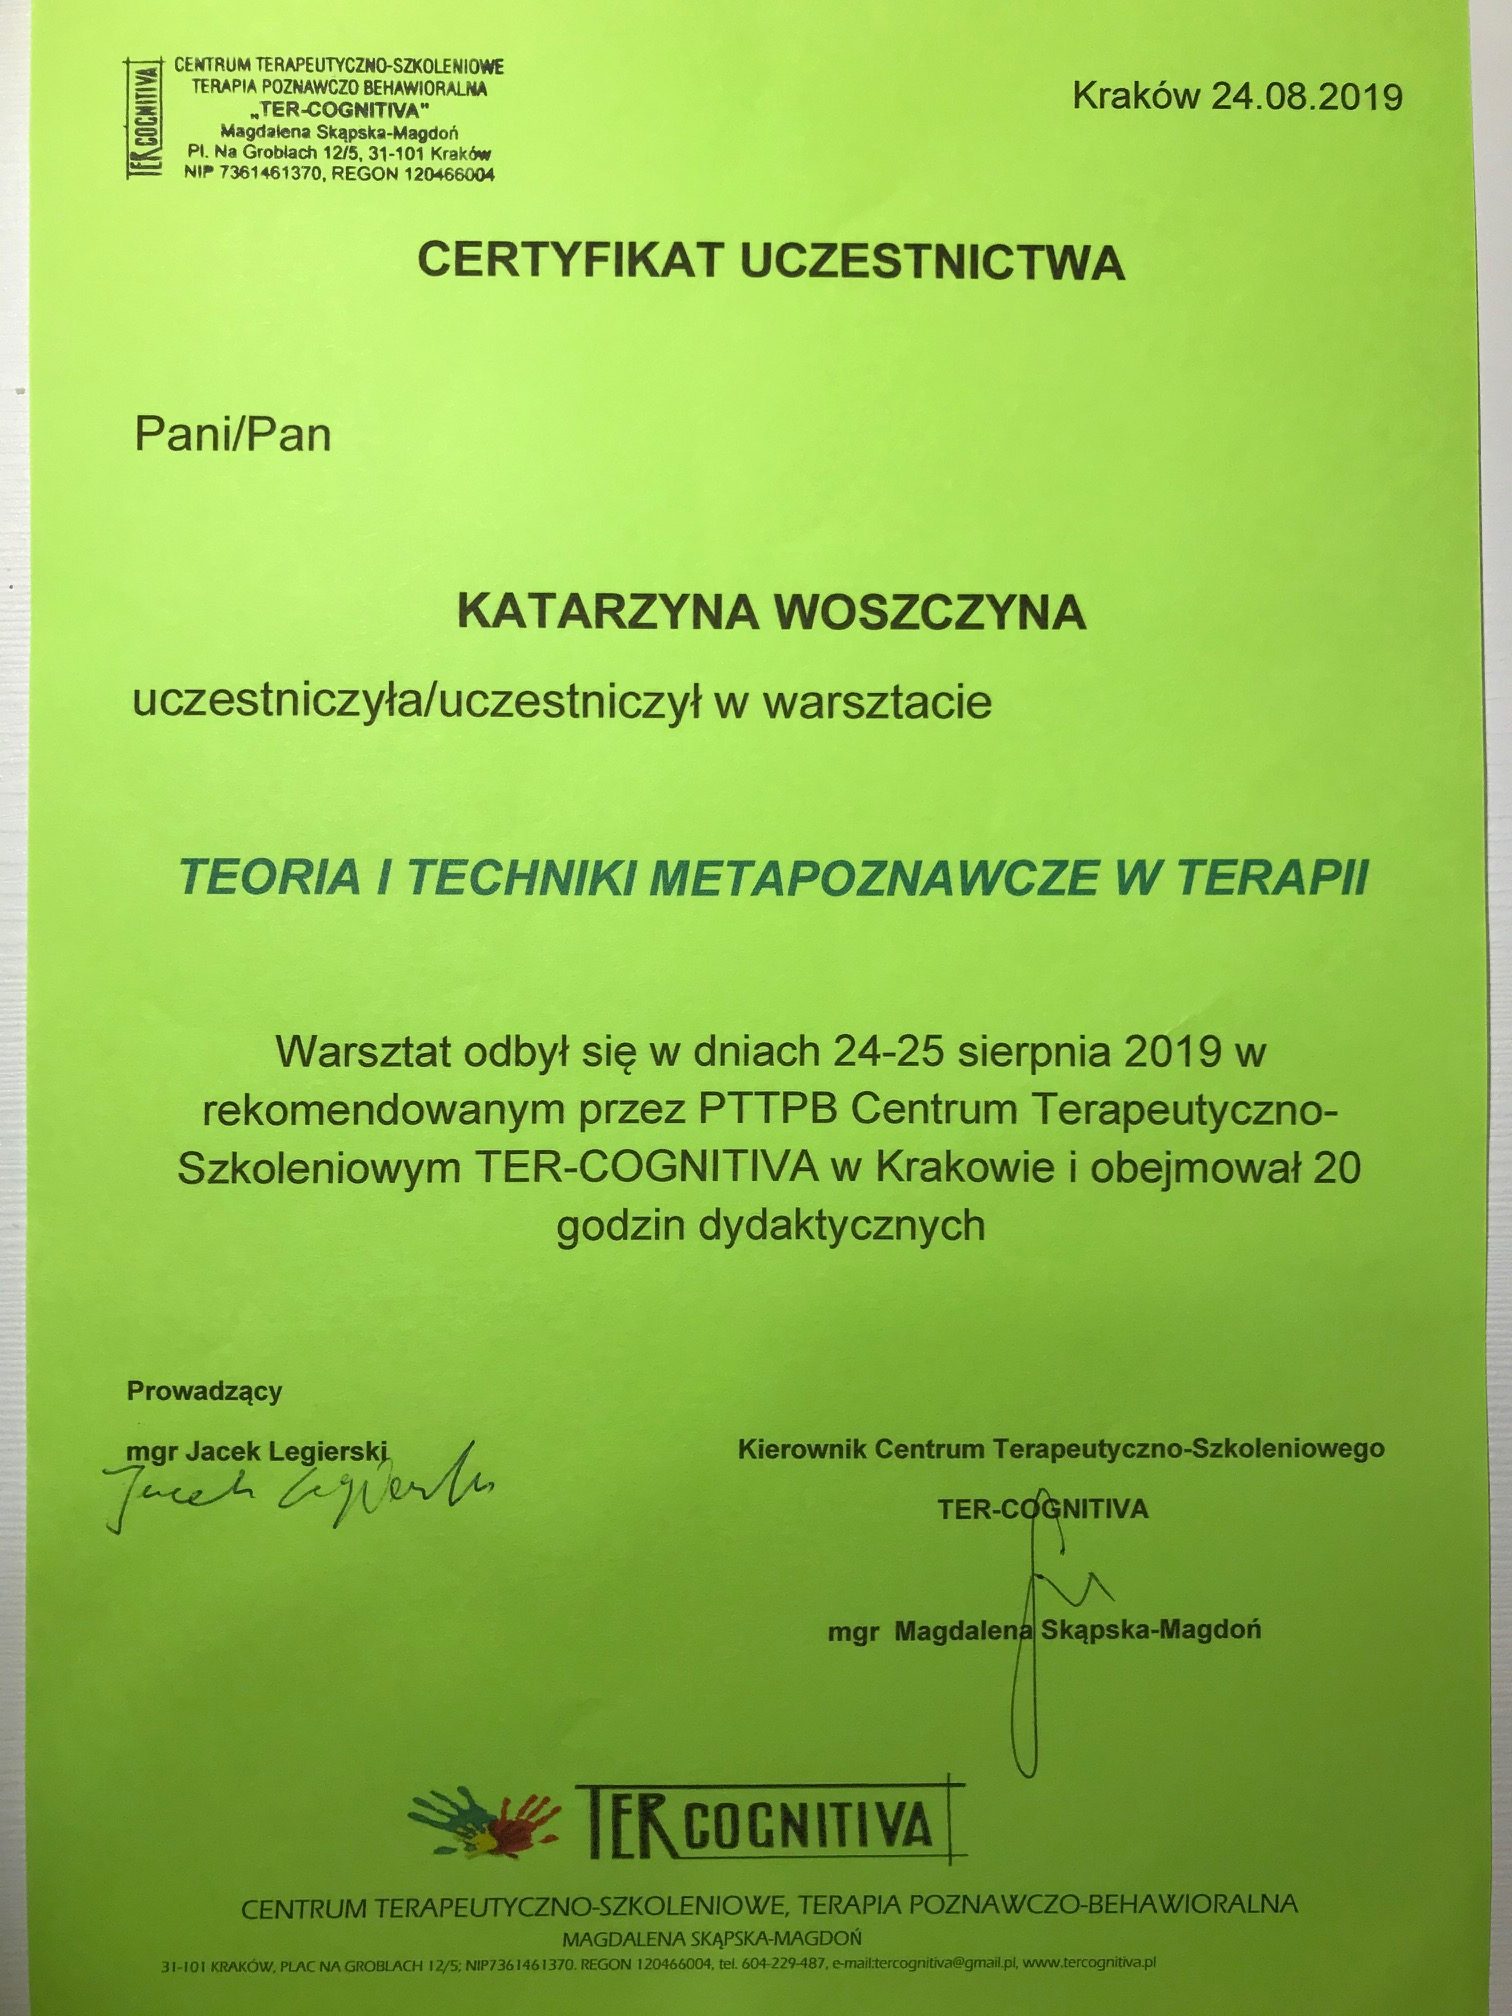 TER COGNITIVA
CENTRUM TERAPEUTYCZNO-SZKOLENIOWE
TERAPIA POZNAWCZO BEHAWIORALNA
„TER-COGNITIVA"
Magdalena Skąpska-Magdoń
Pl. Na Groblach 12/5, 31-101 Kraków
NIP 7361461370, REGON 120466004
Kraków 24.08.2019
CERTYFIKAT UCZESTNICTWA
Pani/Pan
KATARZYNA WOSZCZYNA
uczestniczyła/uczestniczył w warsztacie
TEORIA I TECHNIKI METAPOZNAWCZE W TERAPII
Warsztat odbył się w dniach 24-25 sierpnia 2019 w
rekomendowanym przez PTTPB Centrum Terapeutyczno-
Szkoleniowym TER-COGNITIVA w Krakowie i obejmował 20
godzin dydaktycznych
Prowadzący
mgr Jacek Legierski
Jacek Legierski
Kierownik Centrum Terapeutyczno-Szkoleniowego
TER-COGNITIVA
mgr Magdalena Skąpska-Magdoń
TER COGNITIVA
CENTRUM TERAPEUTYCZNO-SZKOLENIOWE, TERAPIA POZNAWCZO-BEHAWIORALNA
MAGDALENA SKĄPSKA-MAGDOŃ
31-101 KRAKÓW, PLAC NA GROBLACH 12/5; NIP7361461370. REGON 120466004, tel. 604-229-487, e-mail:tercognitiva@gmail.pl, www.tercognitiva.pl